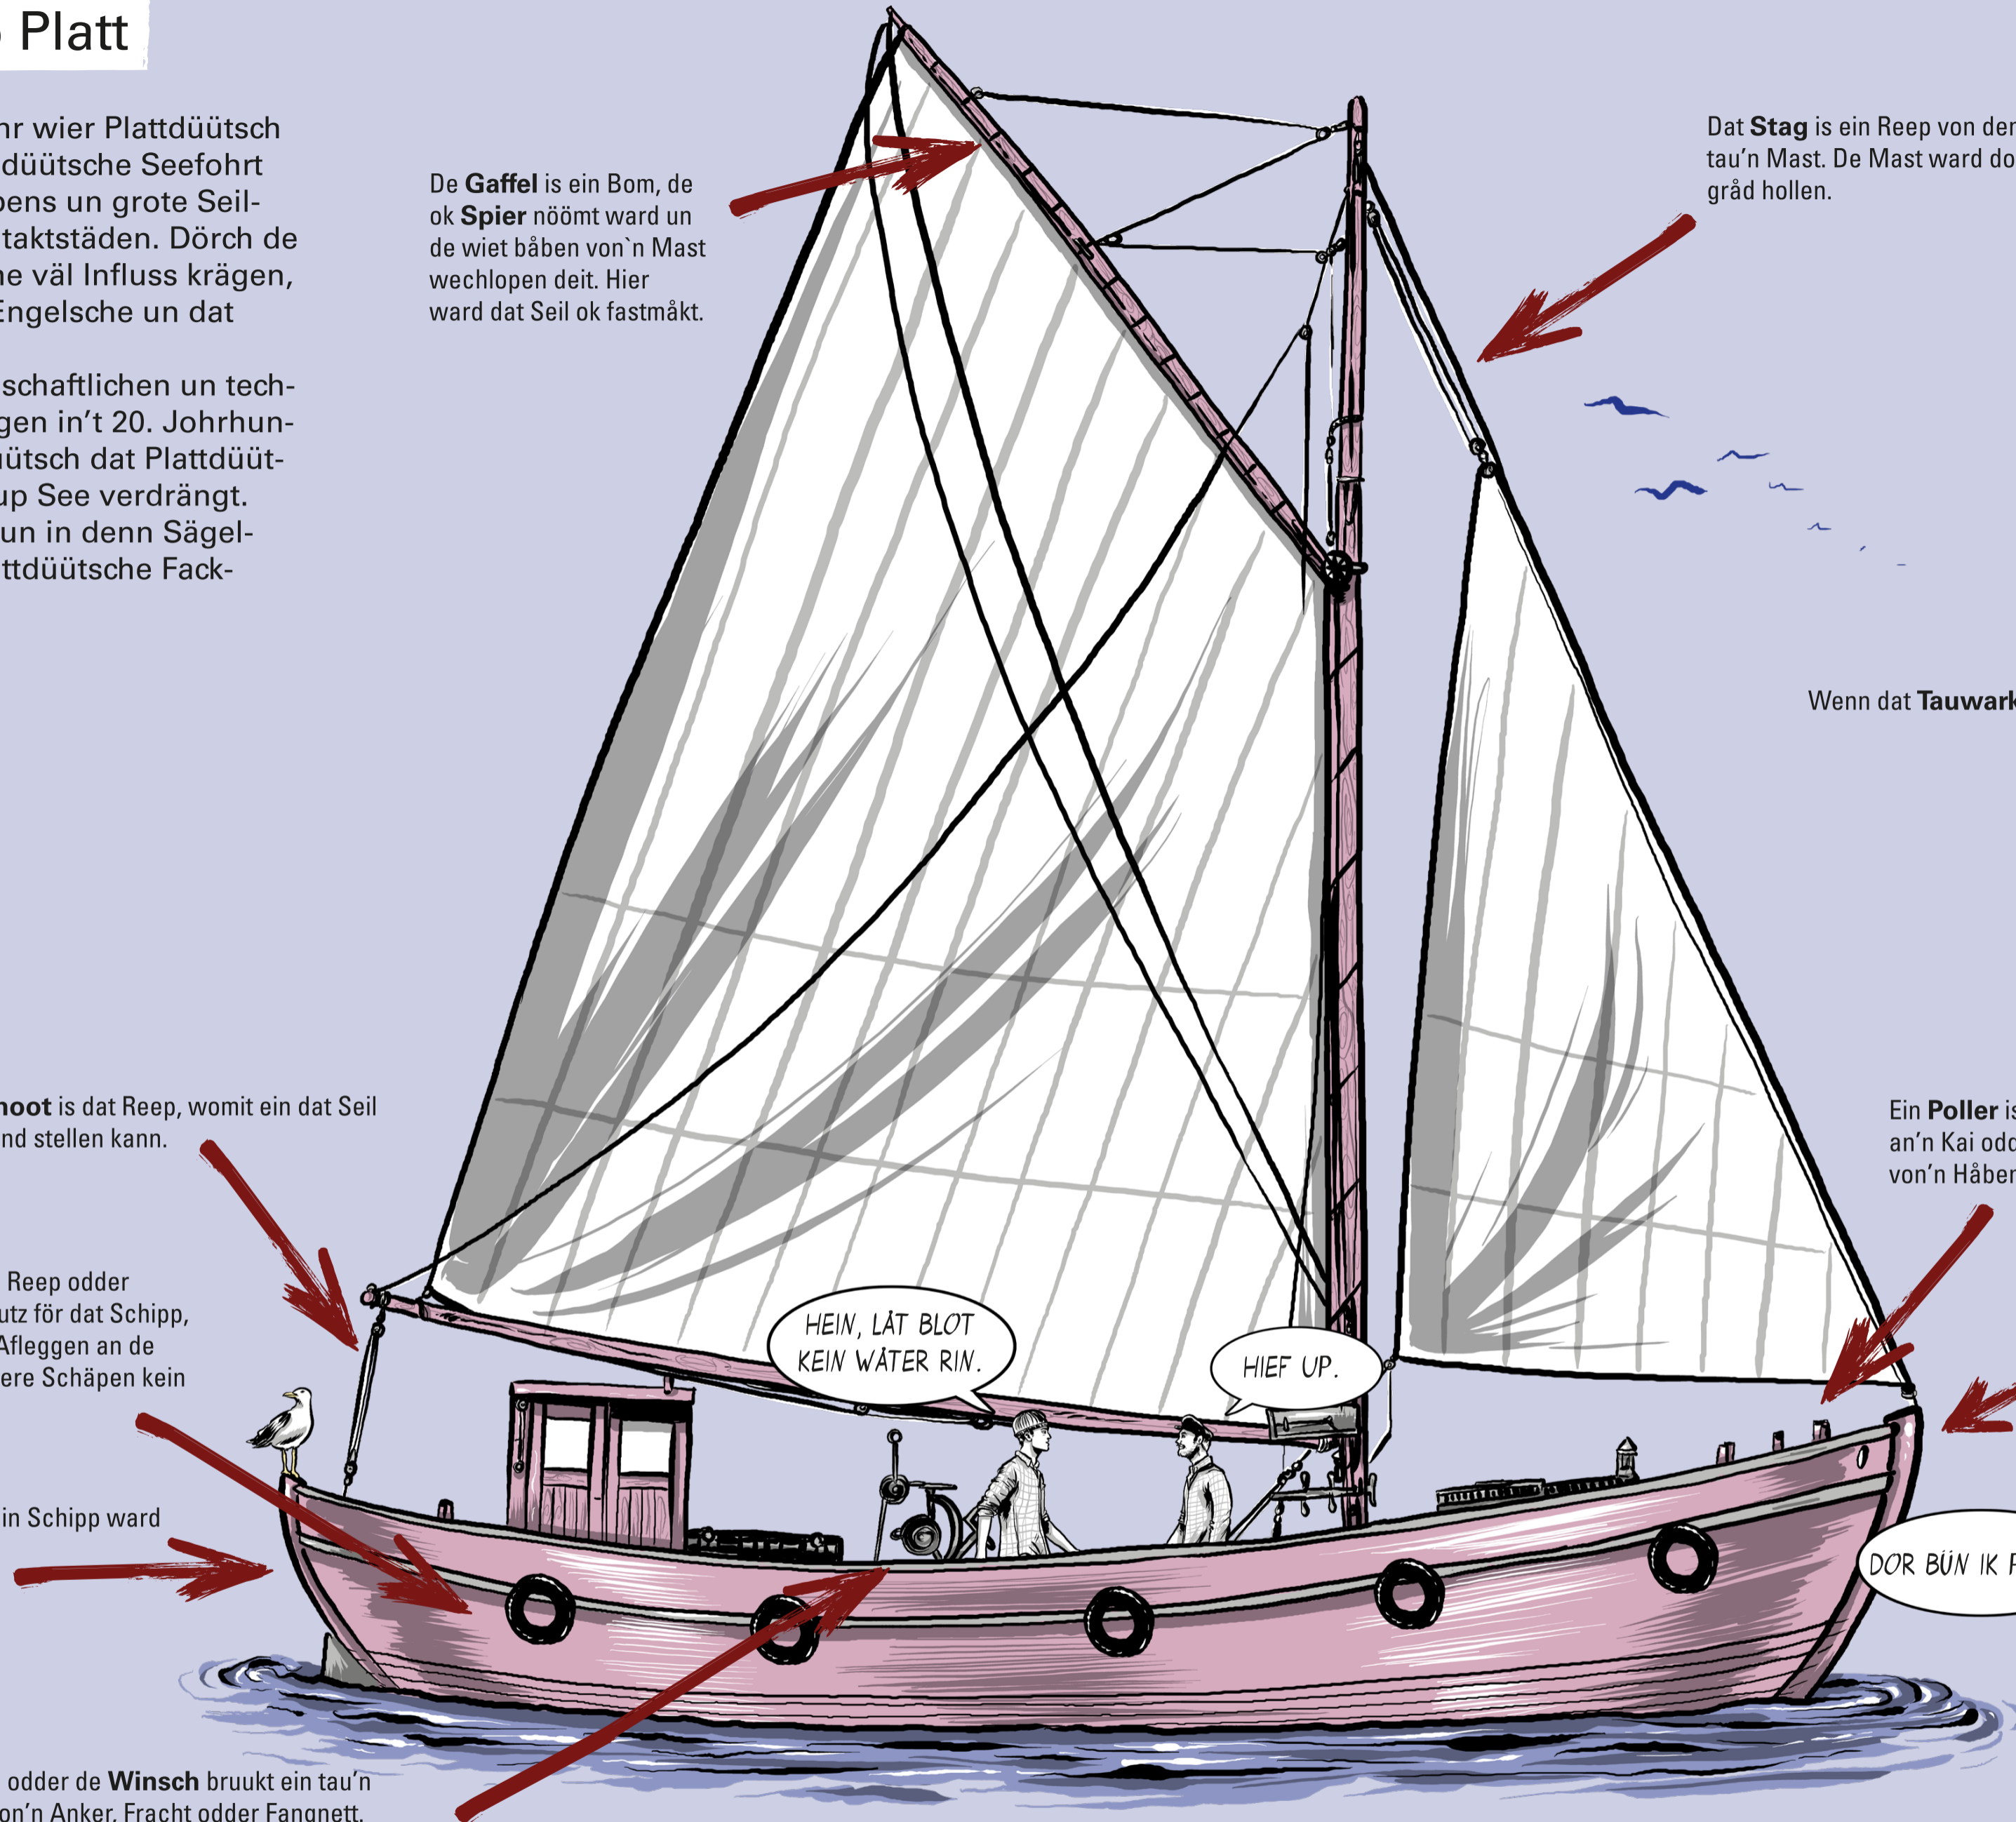 Platt
hr wier Plattdüütsch
düütsche Seefohrt
bens un grote Seil-
taktstäden. Dörch de
ne väl Influss krägen,
Engelsche un dat
schaftlichen un tech-
gen in't 20. Johrhun-
üütsch dat Plattdüüt-
up See verdrängt.
un in denn Sägel-
ttdüütsche Fack-
De Gaffel is ein Bom, de
ok Spier nöömt ward un
de wiet båben von`n Mast
wechlopen deit. Hier
ward dat Seil ok fastmåkt.
Dat Stag is ein Reep von der
tau'n Mast. De Mast ward do
gråd hollen.
Wenn dat Tauwark
hoot is dat Reep, womit ein dat Seil
nd stellen kann.
Ein Poller is
an'n Kai odd
von'n Håben
Reep odder
utz för dat Schipp,
Afleggen an de
ere Schäpen kein
HEIN, LÅT BLOT
KEIN WÅTER RIN.
HIEF UP.
in Schipp ward
DOR BÜN IK F
odder de Winsch bruukt ein tau'n
on'n Anker, Fracht odder Fangnett.